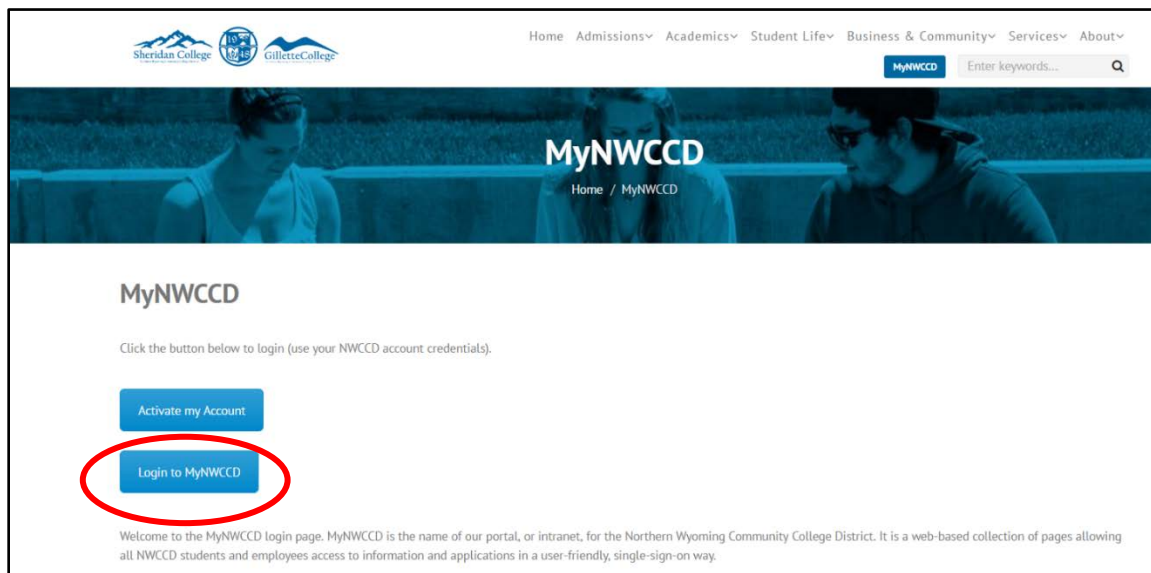 Home Admissions Academics Student Life Business & Community Services About
Sheridan College 1948 GilletteCollege
MyNWCCD Enter keywords...
MyNWCCD
Home / MyNWCCD
MyNWCCD
Click the button below to login (use your NWCCD account credentials).
Activate my Account
Login to MyNWCCD
Welcome to the MyNWCCD login page. MyNWCCD is the name of our portal, or intranet, for the Northern Wyoming Community College District. It is a web-based collection of pages allowing
all NWCCD students and employees access to information and applications in a user-friendly, single-sign-on way.